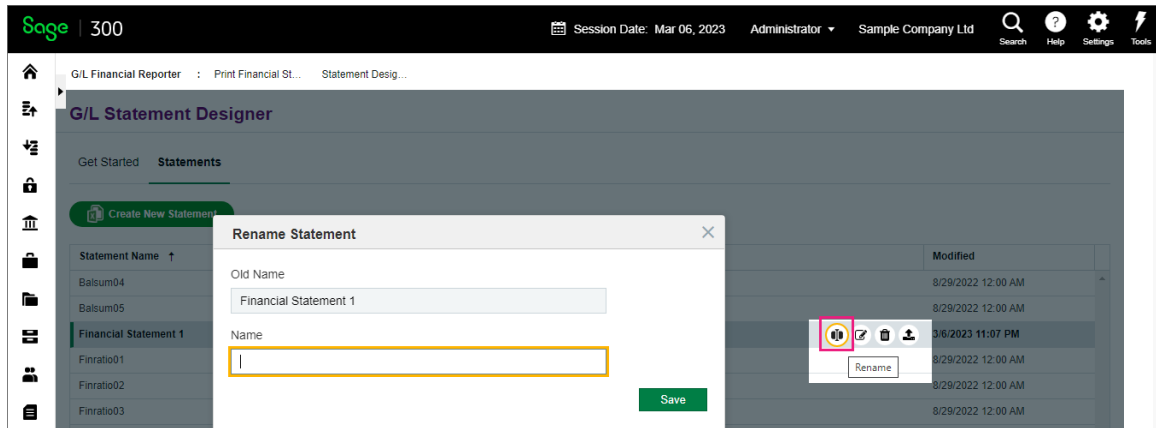 Sage 300
Session Date: Mar 06, 2023 Administrator Sample Company Ltd Search ? Help Settings Tools
G/L Financial Reporter : Print Financial St... Statement Desig...
G/L Statement Designer
Get Started Statements
Create New Statement
Rename Statement
Old Name
Financial Statement 1
Name
Save
Statement Name Modified
Balsum04 8/29/2022 12:00 AM
Balsum05 8/29/2022 12:00 AM
Financial Statement 1 3/6/2023 11:07 PM
Rename
Finratio01 8/29/2022 12:00 AM
Finratio02 8/29/2022 12:00 AM
Finratio03 8/29/2022 12:00 AM